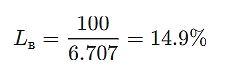 L_в = 100/6.707 = 14.9%